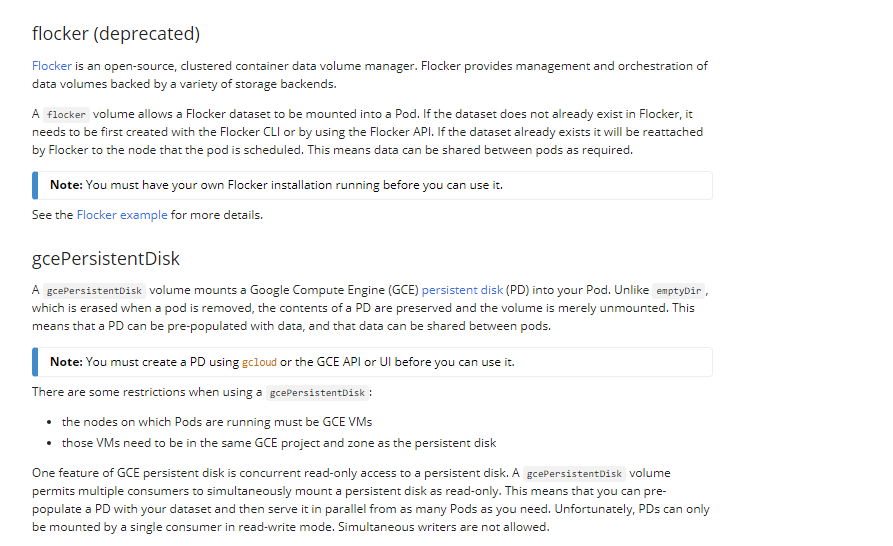 flocker (deprecated)
Flocker is an open-source, clustered container data volume manager. Flocker provides management and orchestration of
data volumes backed by a variety of storage backends.
A flocker volume allows a Flocker dataset to be mounted into a Pod. If the dataset does not already exist in Flocker, it
needs to be first created with the Flocker CLI or by using the Flocker API. If the dataset already exists it will be reattached
by Flocker to the node that the pod is scheduled. This means data can be shared between pods as required.
Note: You must have your own Flocker installation running before you can use it.
See the Flocker example for more details.
gcePersistentDisk
A gcePersistentDisk volume mounts a Google Compute Engine (GCE) persistent disk (PD) into your Pod. Unlike emptyDir ,
which is erased when a pod is removed, the contents of a PD are preserved and the volume is merely unmounted. This
means that a PD can be pre-populated with data, and that data can be shared between pods.
Note: You must create a PD using gcloud or the GCE API or UI before you can use it.
There are some restrictions when using a gcePersistentDisk :
• the nodes on which Pods are running must be GCE VMs
• those VMs need to be in the same GCE project and zone as the persistent disk
One feature of GCE persistent disk is concurrent read-only access to a persistent disk. A gcePersistentDisk volume
permits multiple consumers to simultaneously mount a persistent disk as read-only. This means that you can pre-
populate a PD with your dataset and then serve it in parallel from as many Pods as you need. Unfortunately, PDs can only
be mounted by a single consumer in read-write mode. Simultaneous writers are not allowed.